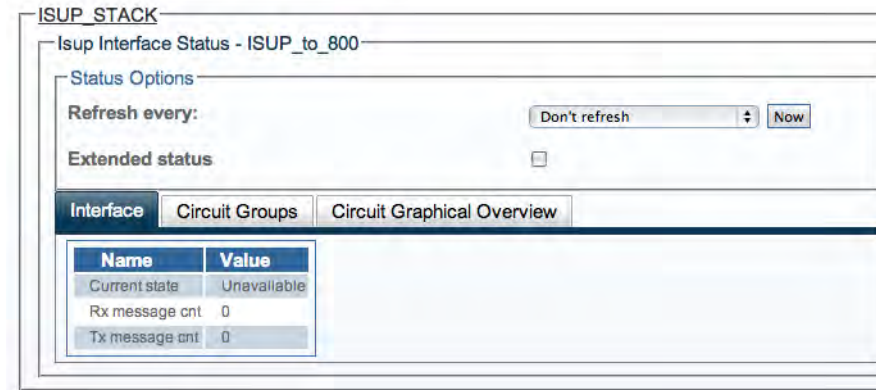 ISUP_STACK
Isup Interface Status - ISUP_to_800
Status Options
Refresh every: Don't refresh Now
Extended status
Interface Circuit Groups Circuit Graphical Overview
Name Value
Current state Unavailable
Rx message cnt 0
Tx message cnt 0